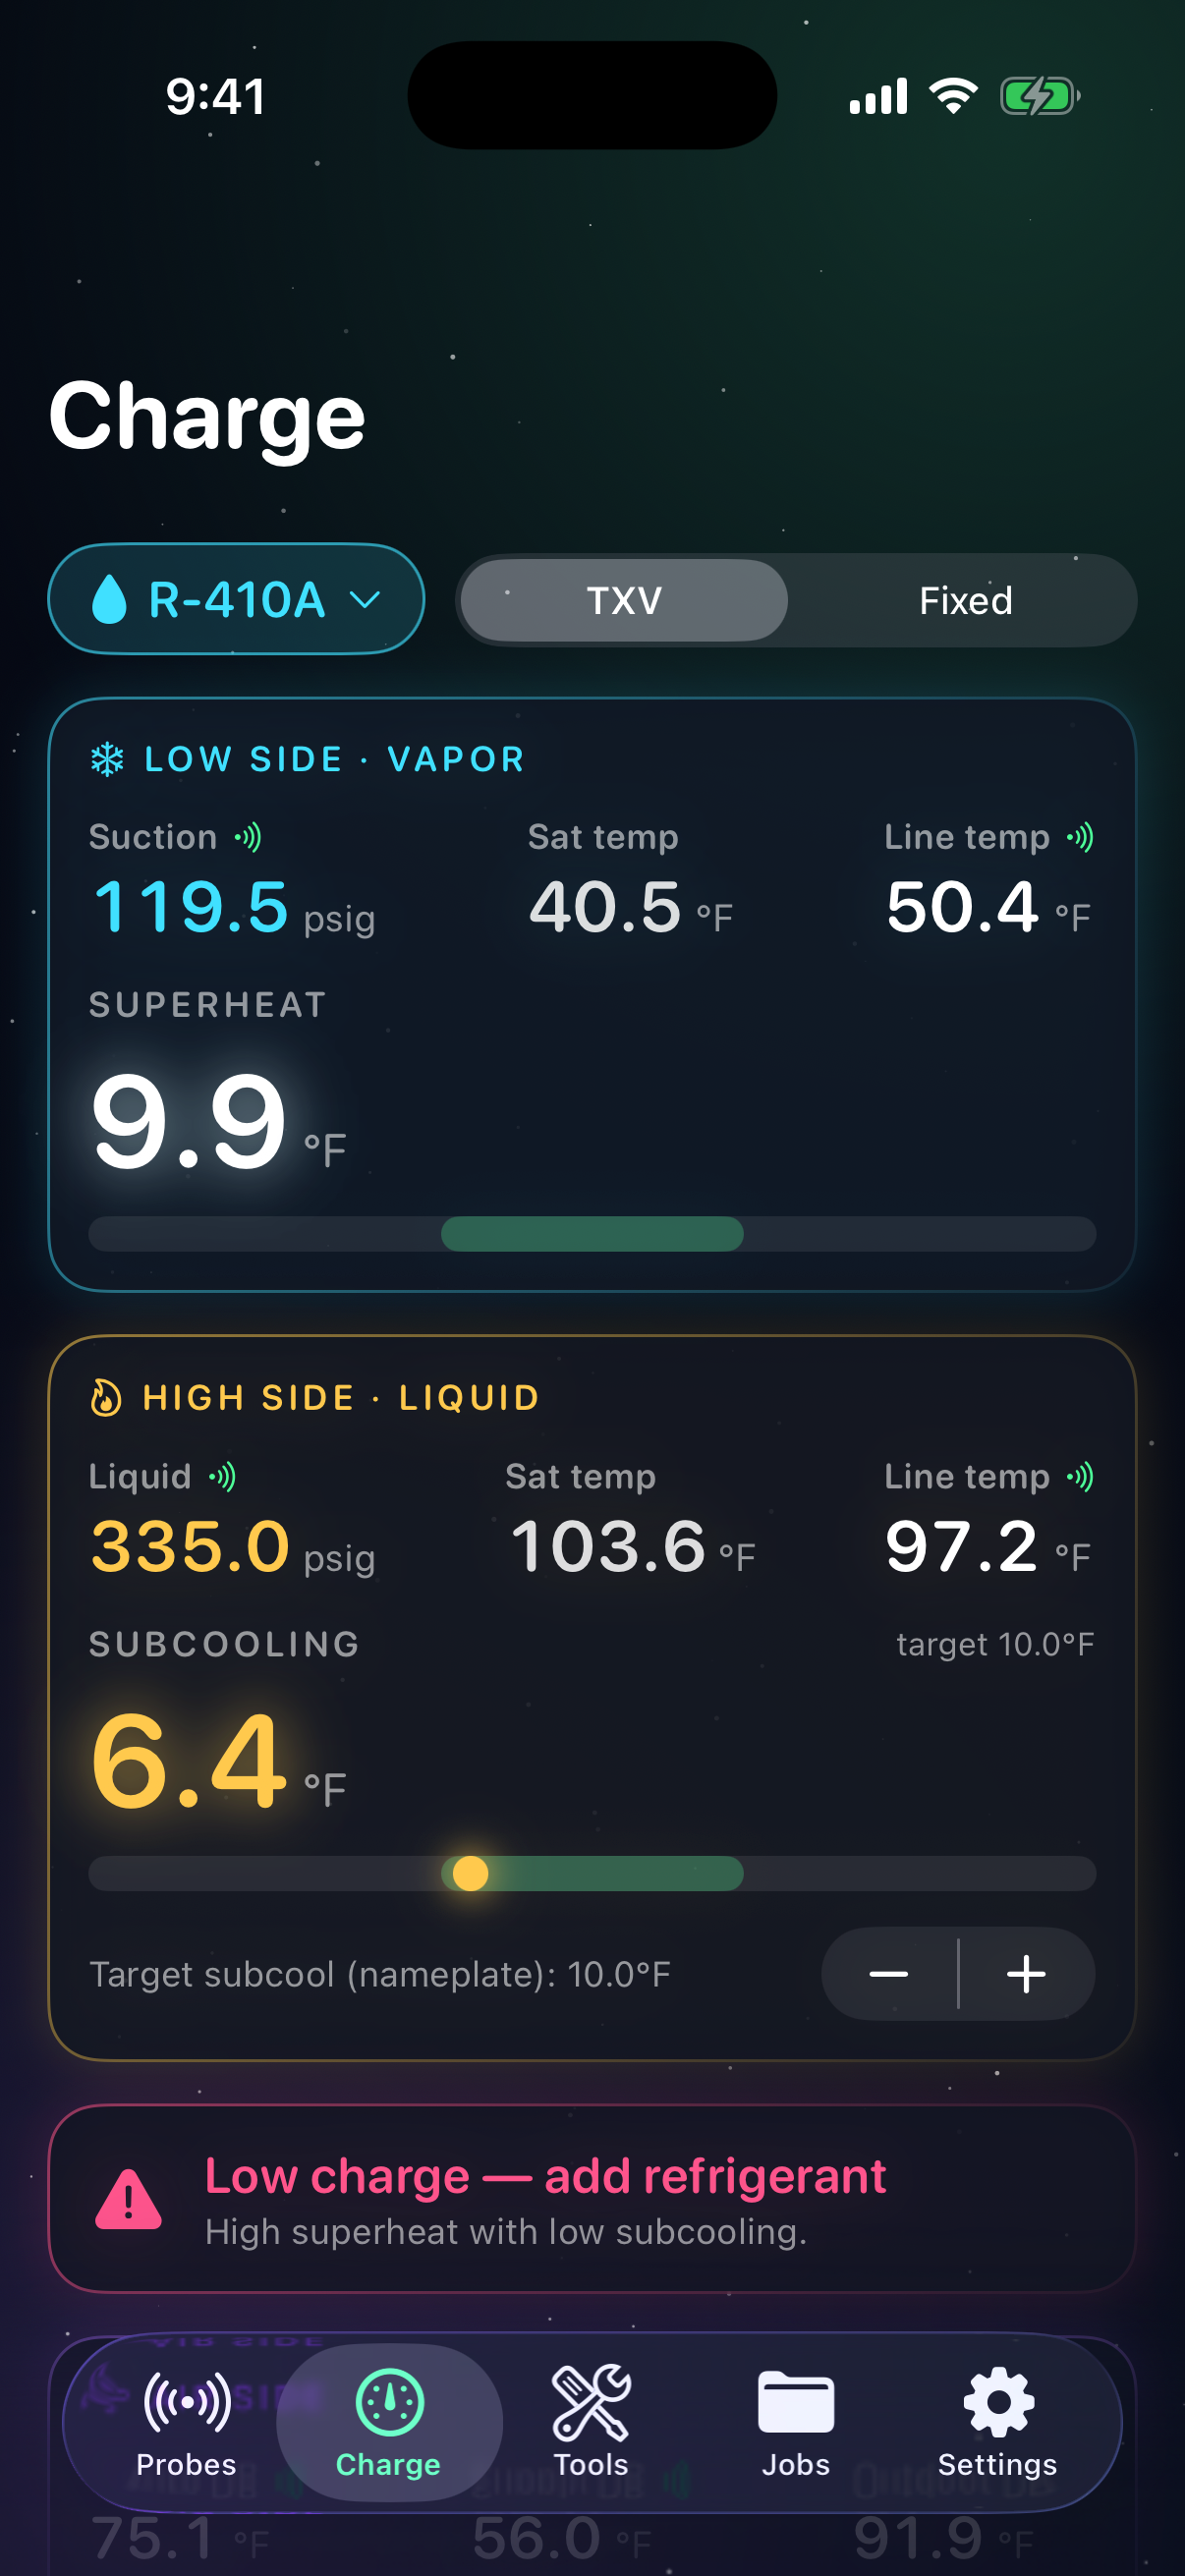 9:41
Charge
R-410A
TXV Fixed
LOW SIDE · VAPOR
Suction Sat temp Line temp
119.5 psig 40.5 °F 50.4 °F
SUPERHEAT
9.9 °F
HIGH SIDE · LIQUID
Liquid Sat temp Line temp
335.0 psig 103.6 °F 97.2 °F
SUBCOOLING target 10.0°F
6.4 °F
Target subcool (nameplate): 10.0°F
Low charge — add refrigerant
High superheat with low subcooling.
Probes Charge Tools Jobs Settings
75.1 °F 56.0 °F 91.9 °F